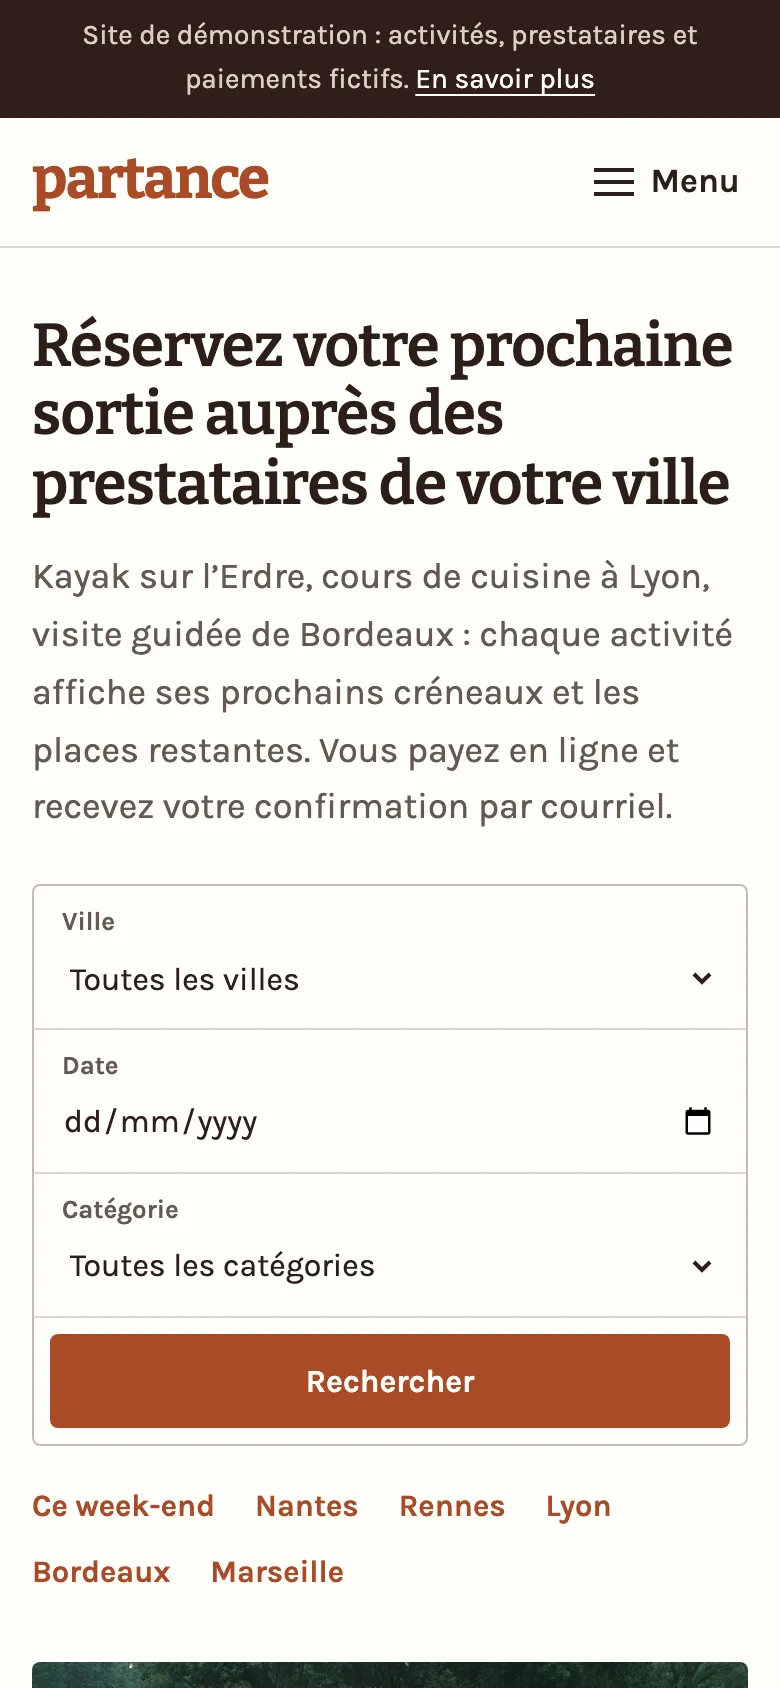 Site de démonstration : activités, prestataires et
paiements fictifs. En savoir plus
partance
Menu
Réservez votre prochaine
sortie auprès des
prestataires de votre ville
Kayak sur l’Erdre, cours de cuisine à Lyon,
visite guidée de Bordeaux : chaque activité
affiche ses prochains créneaux et les
places restantes. Vous payez en ligne et
recevez votre confirmation par courriel.
Ville
Toutes les villes
Date
dd/mm/yyyy
Catégorie
Toutes les catégories
Rechercher
Ce week-end Nantes Rennes Lyon
Bordeaux Marseille